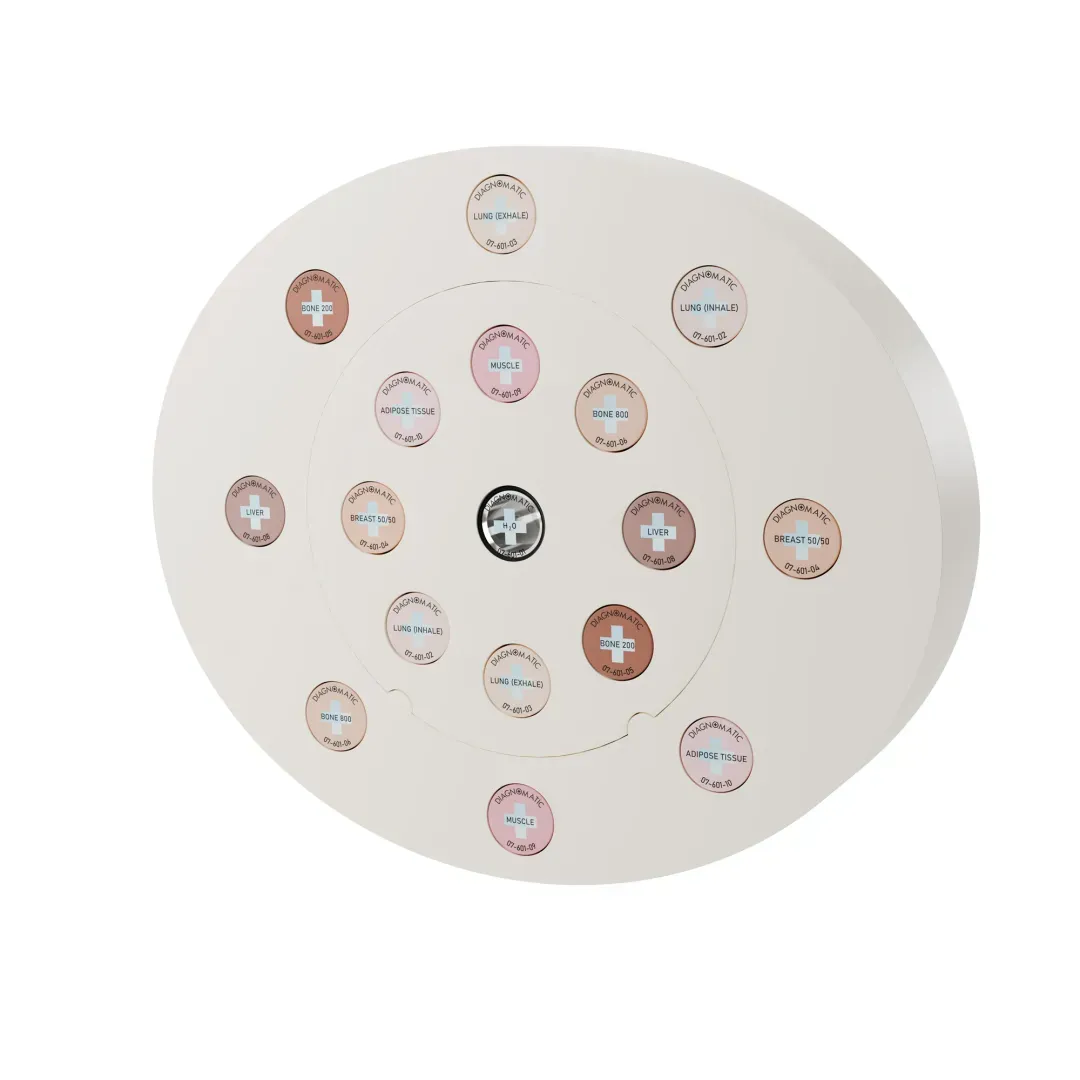 DIAGNOMATIC
LUNG (EXHALE)
07-601-03
DIAGNOMATIC
BONE 200
07-601-05
DIAGNOMATIC
LUNG (INHALE)
07-601-02
DIAGNOMATIC
MUSCLE
07-601-09
DIAGNOMATIC
ADIPOSE TISSUE
07-601-10
DIAGNOMATIC
BONE 800
07-601-06
DIAGNOMATIC
LIVER
07-601-08
DIAGNOMATIC
BREAST 50/50
07-601-04
DIAGNOMATIC
H₂O
DIAGNOMATIC
LIVER
07-601-08
DIAGNOMATIC
BREAST 50/50
07-601-04
DIAGNOMATIC
LUNG (INHALE)
07-601-02
DIAGNOMATIC
LUNG (EXHALE)
07-601-03
DIAGNOMATIC
BONE 200
07-601-05
DIAGNOMATIC
BONE 800
07-601-06
DIAGNOMATIC
ADIPOSE TISSUE
07-601-10
DIAGNOMATIC
MUSCLE
07-601-09